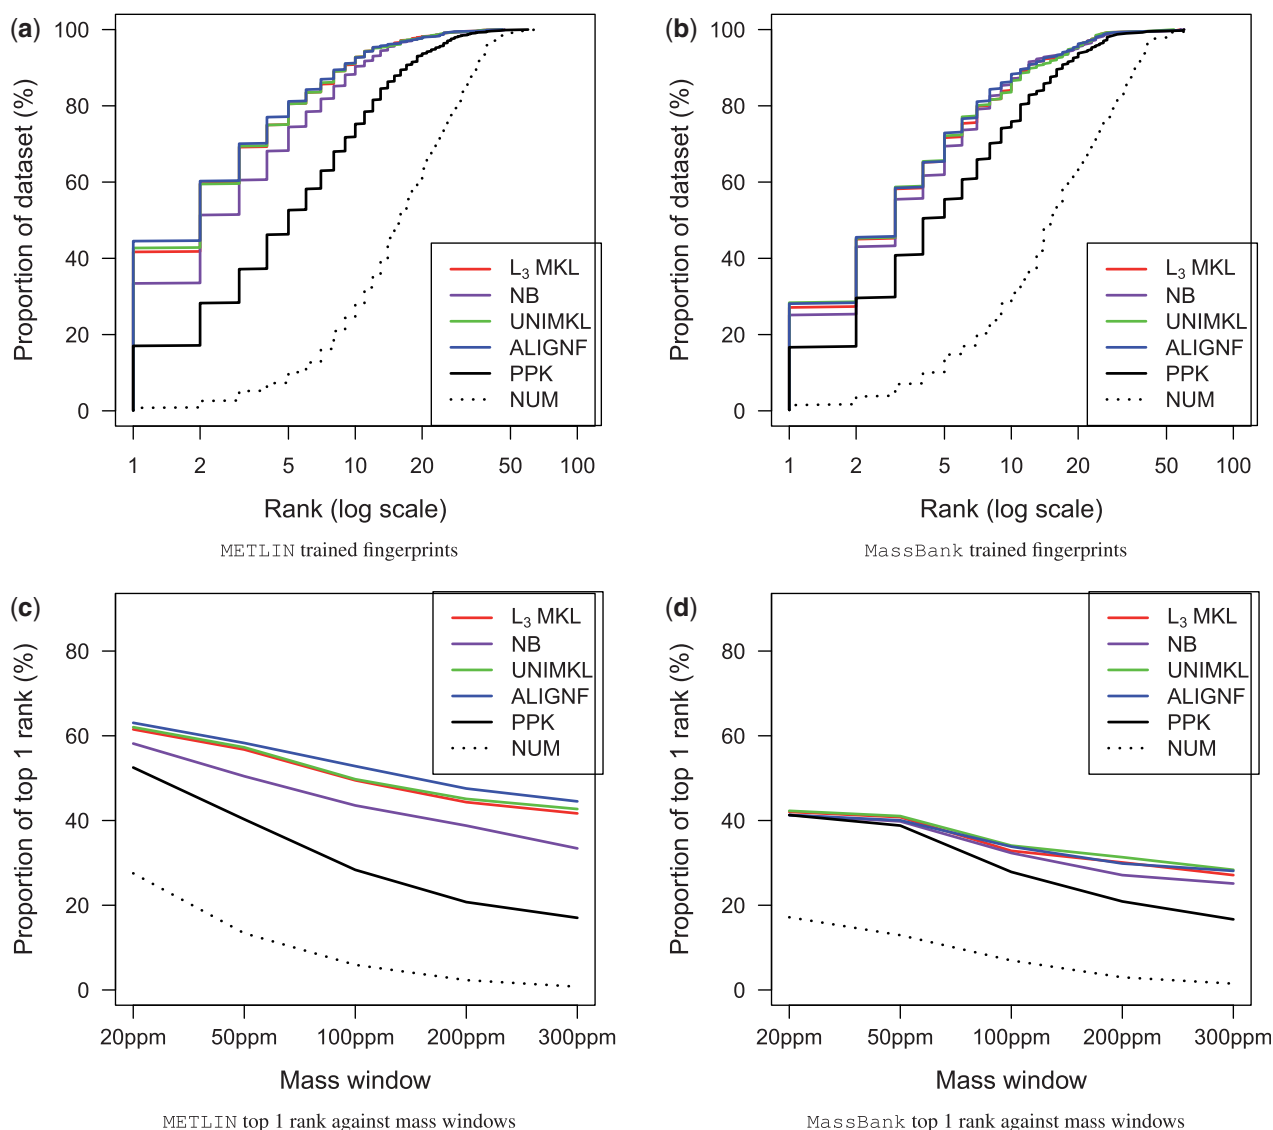 (a)
Proportion of dataset (%)
100
80
60
40
20
0
L3 MKL
NB
UNIMKL
ALIGNF
PPK
NUM
1 2 5 10 20 50 100
Rank (log scale)
METLIN trained fingerprints
(b)
Proportion of dataset (%)
100
80
60
40
20
0
L3 MKL
NB
UNIMKL
ALIGNF
PPK
NUM
1 2 5 10 20 50 100
Rank (log scale)
MassBank trained fingerprints
(c)
Proportion of top 1 rank (%)
80
60
40
20
0
L3 MKL
NB
UNIMKL
ALIGNF
PPK
NUM
20ppm 50ppm 100ppm 200ppm 300ppm
Mass window
METLIN top 1 rank against mass windows
(d)
Proportion of top 1 rank (%)
80
60
40
20
0
L3 MKL
NB
UNIMKL
ALIGNF
PPK
NUM
20ppm 50ppm 100ppm 200ppm 300ppm
Mass window
MassBank top 1 rank against mass windows